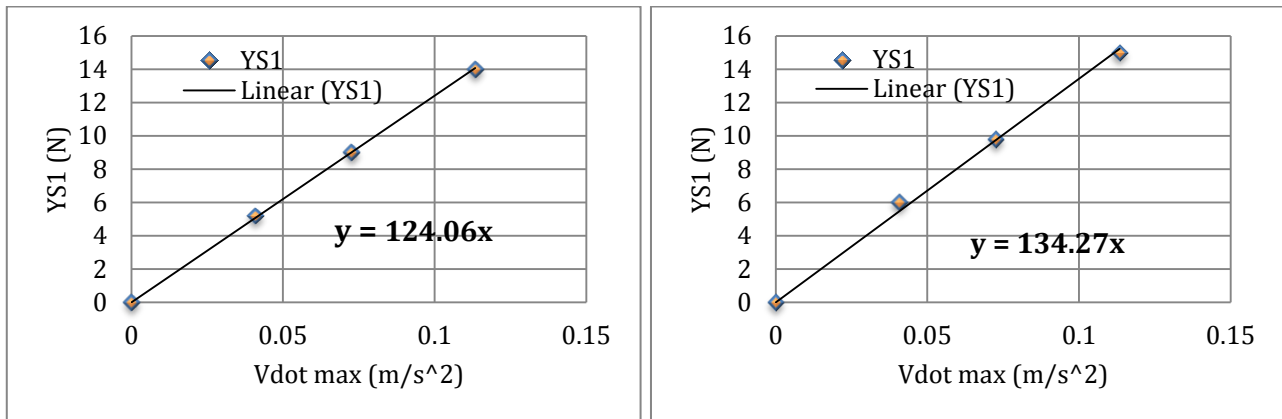 16
14
12
10
8
6
4
2
0
YS1 (N)
YS1
Linear (YS1)
y = 124.06x
0 0.05 0.1 0.15
Vdot max (m/s^2)
16
14
12
10
8
6
4
2
0
YS1 (N)
YS1
Linear (YS1)
y = 134.27x
0 0.05 0.1 0.15
Vdot max (m/s^2)